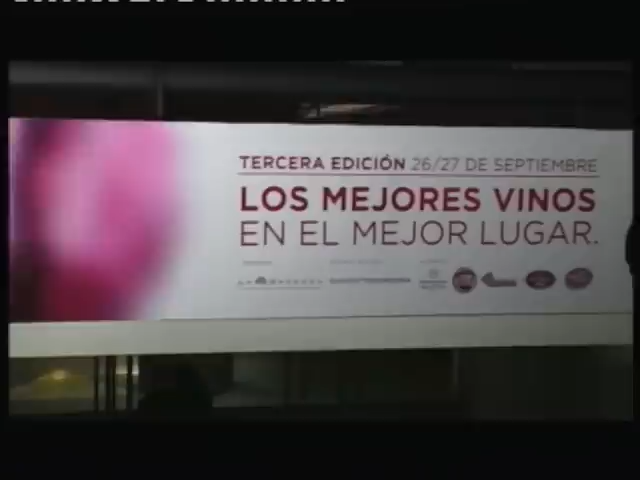 TERCERA EDICIÓN 26/27 DE SEPTIEMBRE
LOS MEJORES VINOS
EN EL MEJOR LUGAR.